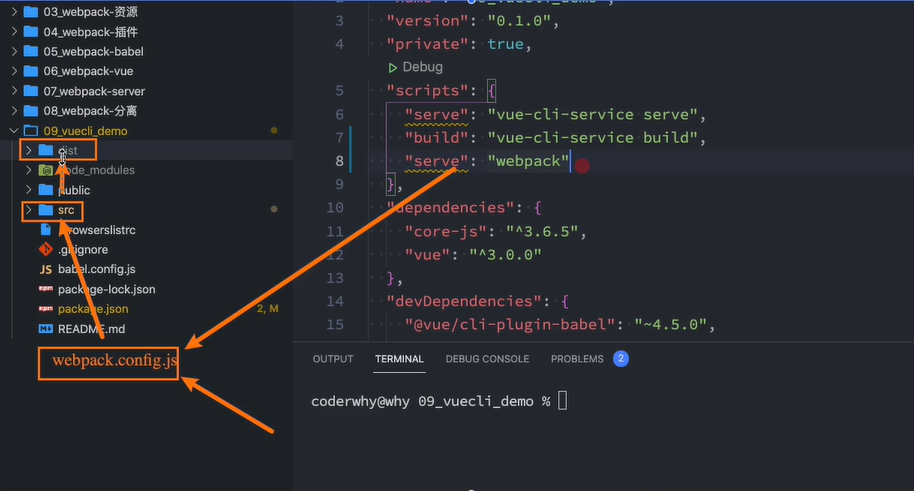 03_webpack-资源
04_webpack-插件
05_webpack-babel
06_webpack-vue
07_webpack-server
08_webpack-分离
09_vuecli_demo
dist
node_modules
public
src
.browserslistrc
.gitignore
babel.config.js
package-lock.json
package.json 2, M
README.md
webpack.config.js
3 "version": "0.1.0",
4 "private": true,
Debug
5 "scripts": {
6 "serve": "vue-cli-service serve",
7 "build": "vue-cli-service build",
8 "serve": "webpack"
9 },
10 "dependencies": {
11 "core-js": "^3.6.5",
12 "vue": "^3.0.0"
13 },
14 "devDependencies": {
15 "@vue/cli-plugin-babel": "~4.5.0",
OUTPUT TERMINAL DEBUG CONSOLE PROBLEMS 2
coderwhy@why 09_vuecli_demo %